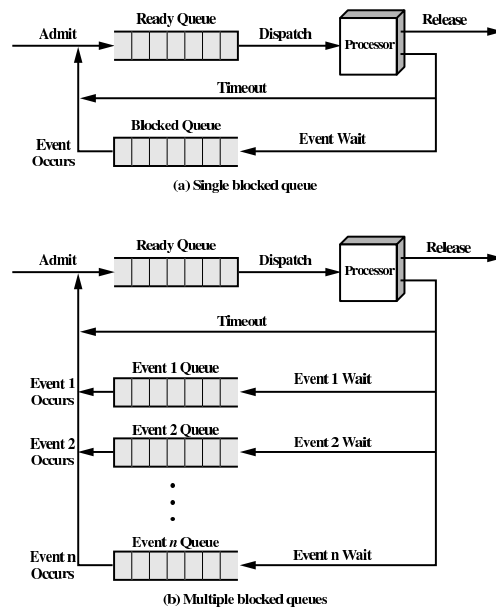 Ready Queue
Release
Admit
Dispatch
Processor
Timeout
Blocked Queue
Event
Occurs
Event Wait
(a) Single blocked queue
Ready Queue
Release
Admit
Dispatch
Processor
Timeout
Event 1 Queue
Event 1
Occurs
Event 1 Wait
Event 2 Queue
Event 2
Occurs
Event 2 Wait
Event n Queue
Event n
Occurs
Event n Wait
(b) Multiple blocked queues